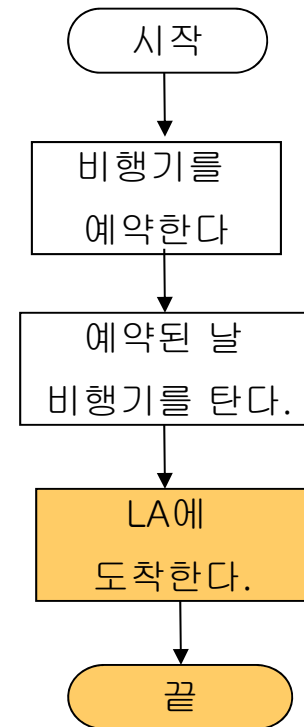 시작
비행기를
예약한다
예약된 날
비행기를 탄다.
LA에
도착한다.
끝